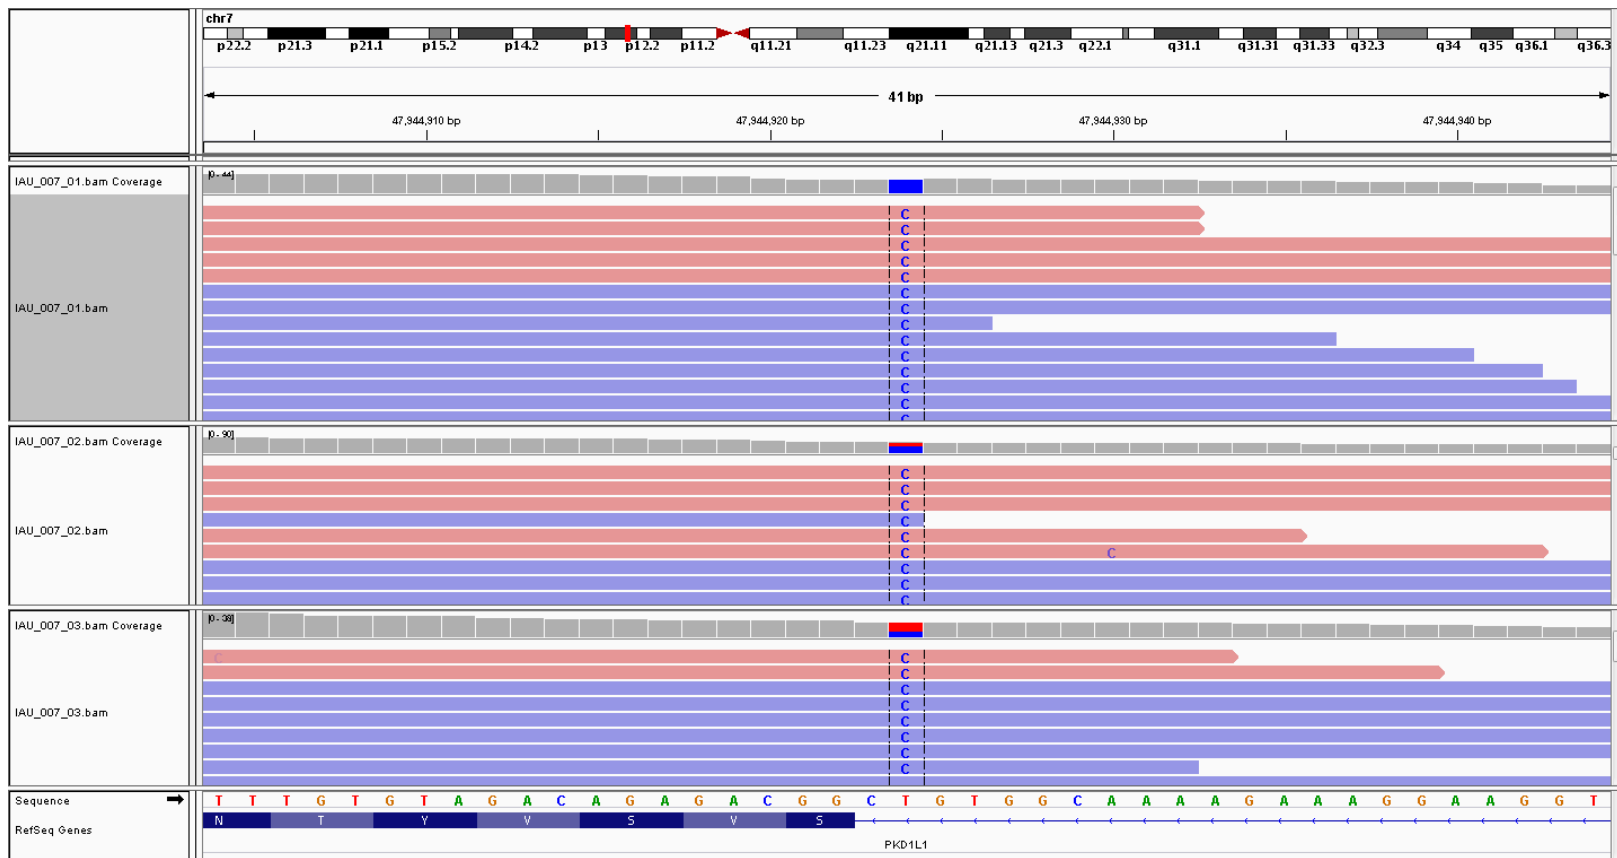 chr7
p22.2 p21.3 p21.1 p15.2 p14.2 p13 p12.2 p11.2 q11.21 q11.23 q21.11 q21.13 q21.3 q22.1 q31.1 q31.31 q31.33 q32.3 q34 q35 q36.1 q36.3
41 bp
47,944,910 bp 47,944,920 bp 47,944,930 bp 47,944,940 bp
IAU_007_01.bam Coverage [0 - 44]
C
C
C
C
C
IAU_007_01.bam C
C
C
C
C
C
C
C
C
IAU_007_02.bam Coverage [0 - 90]
C
C
C
C
IAU_007_02.bam C
C C
C
C
C
IAU_007_03.bam Coverage [0 - 38]
C C
C
C
C
IAU_007_03.bam C
C
C
C
Sequence T T T G T G T A G A C A G A G A C G G C T G T G G C A A A A G A A A G G A A G G T
RefSeq Genes N T Y V S V S
PKD1L1